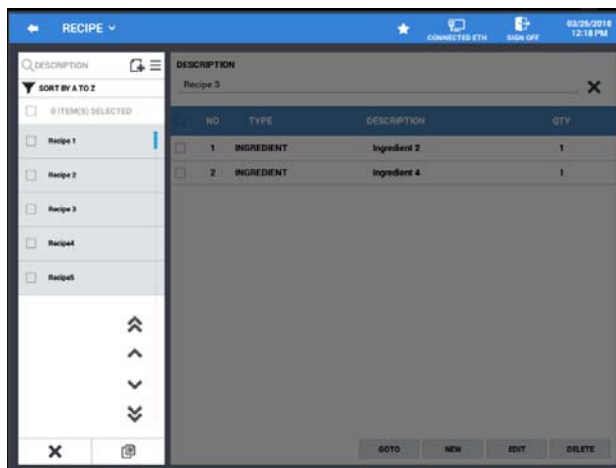 RECIPE
CONNECTED ETH
SIGN OFF
03/26/2018
12:18 PM
DESCRIPTION
SORT BY A TO Z
0 ITEM(S) SELECTED
Recipe 1
Recipe 2
Recipe 3
Recipe4
Recipe5
DESCRIPTION
Recipe 3
NO TYPE DESCRIPTION QTY
1 INGREDIENT Ingredient 2 1
2 INGREDIENT Ingredient 4 1
GOTO NEW EDIT DELETE